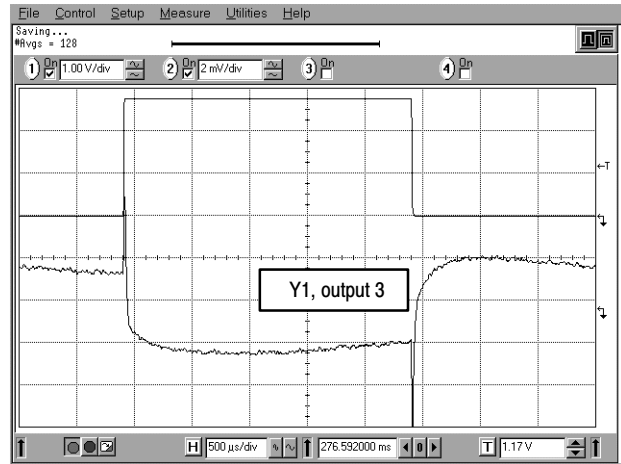 File Control Setup Measure Utilities Help
Saving...
#Avgs = 128
1 On 1.00 V/div 2 On 2 mV/div 3 On 4 On
←T
Y1, output 3
H 500 µs/div 276.592000 ms 0 T 1.17 V